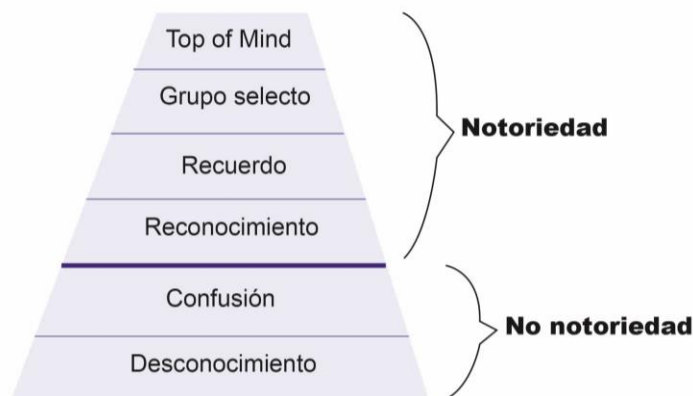 Top of Mind
Grupo selecto
Notoriedad
Recuerdo
Reconocimiento
Confusión
No notoriedad
Desconocimiento